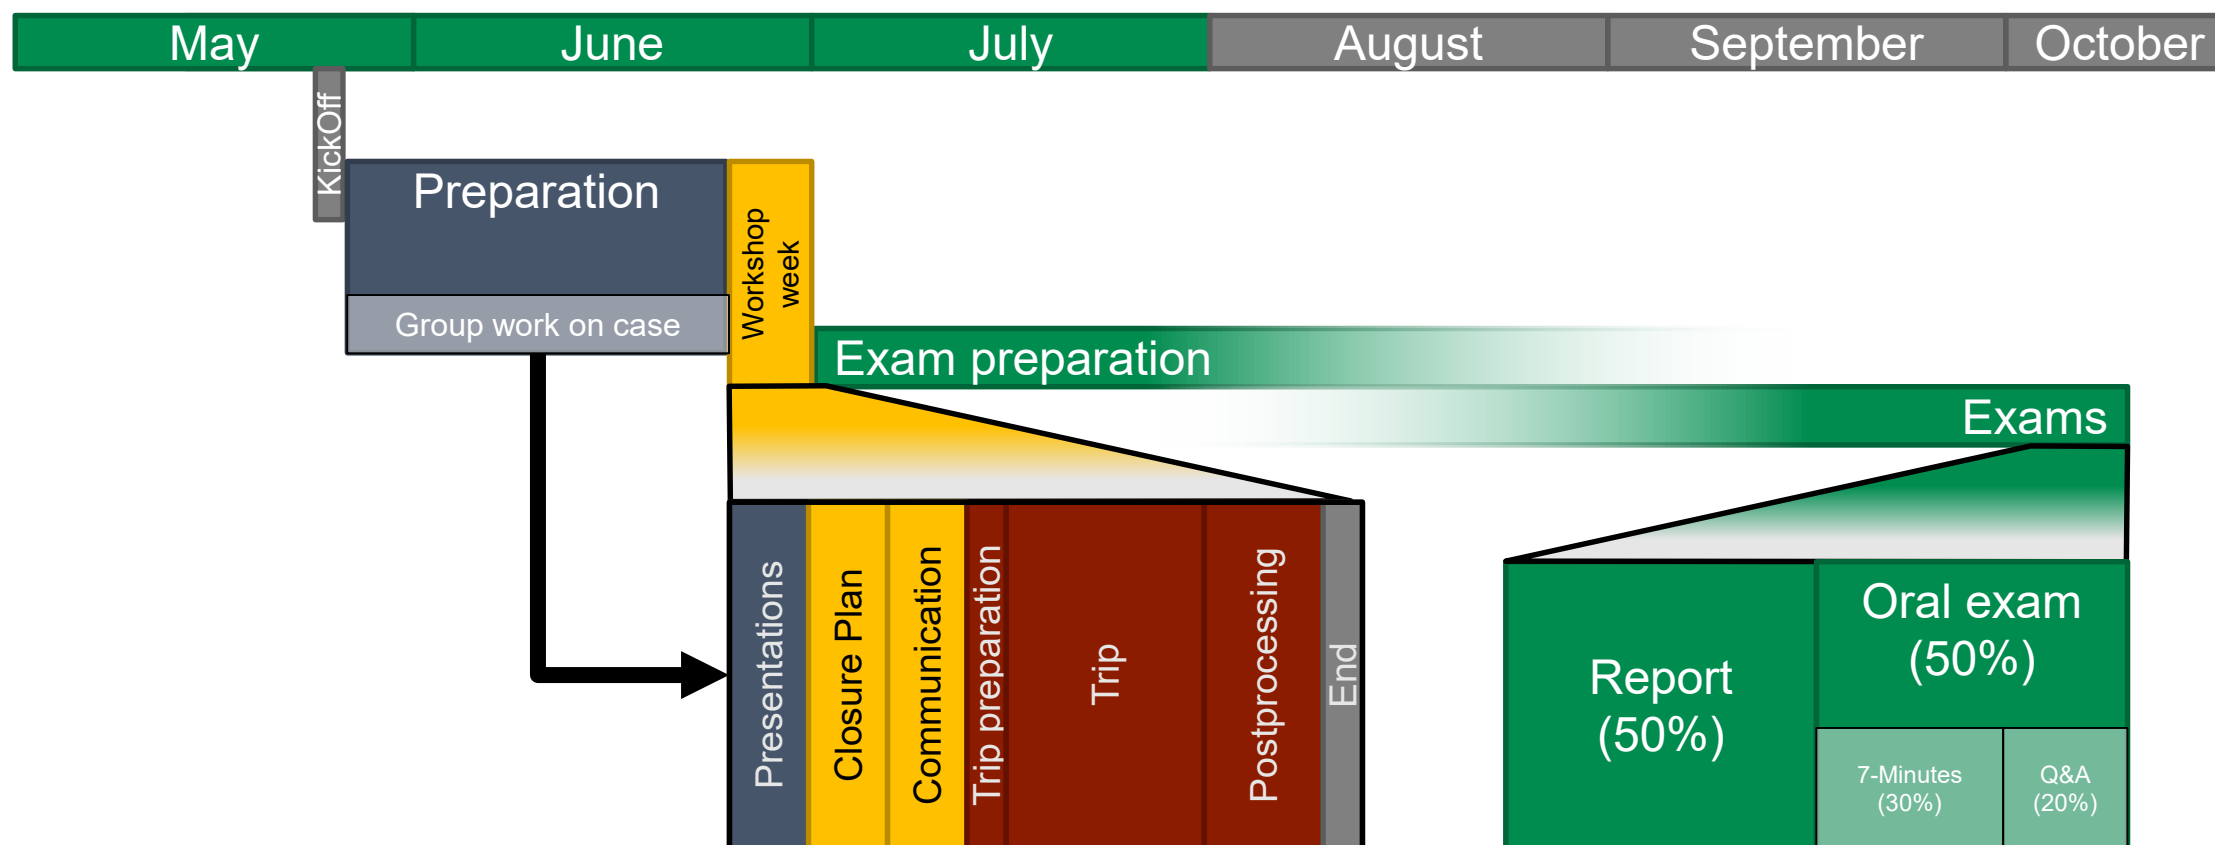 May
June
July
August
September
October
KickOff
Preparation
Group work on case
Workshop
week
Exam preparation
Exams
Presentations
Closure Plan
Communication
Trip preparation
Trip
Postprocessing
End
Report
(50%)
Oral exam
(50%)
7-Minutes
(30%)
Q&A
(20%)